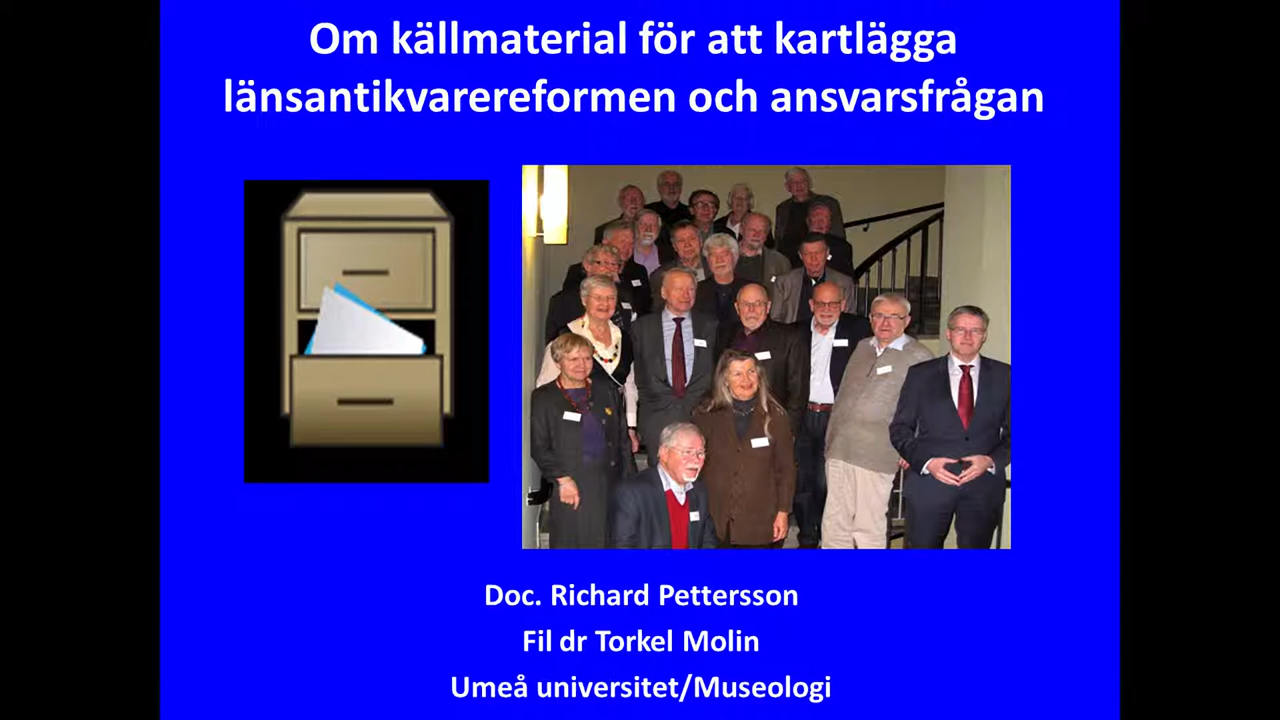 Om källmaterial för att kartlägga
länsantikvarereformen och ansvarsfrågan
Doc. Richard Pettersson
Fil dr Torkel Molin
Umeå universitet/Museologi